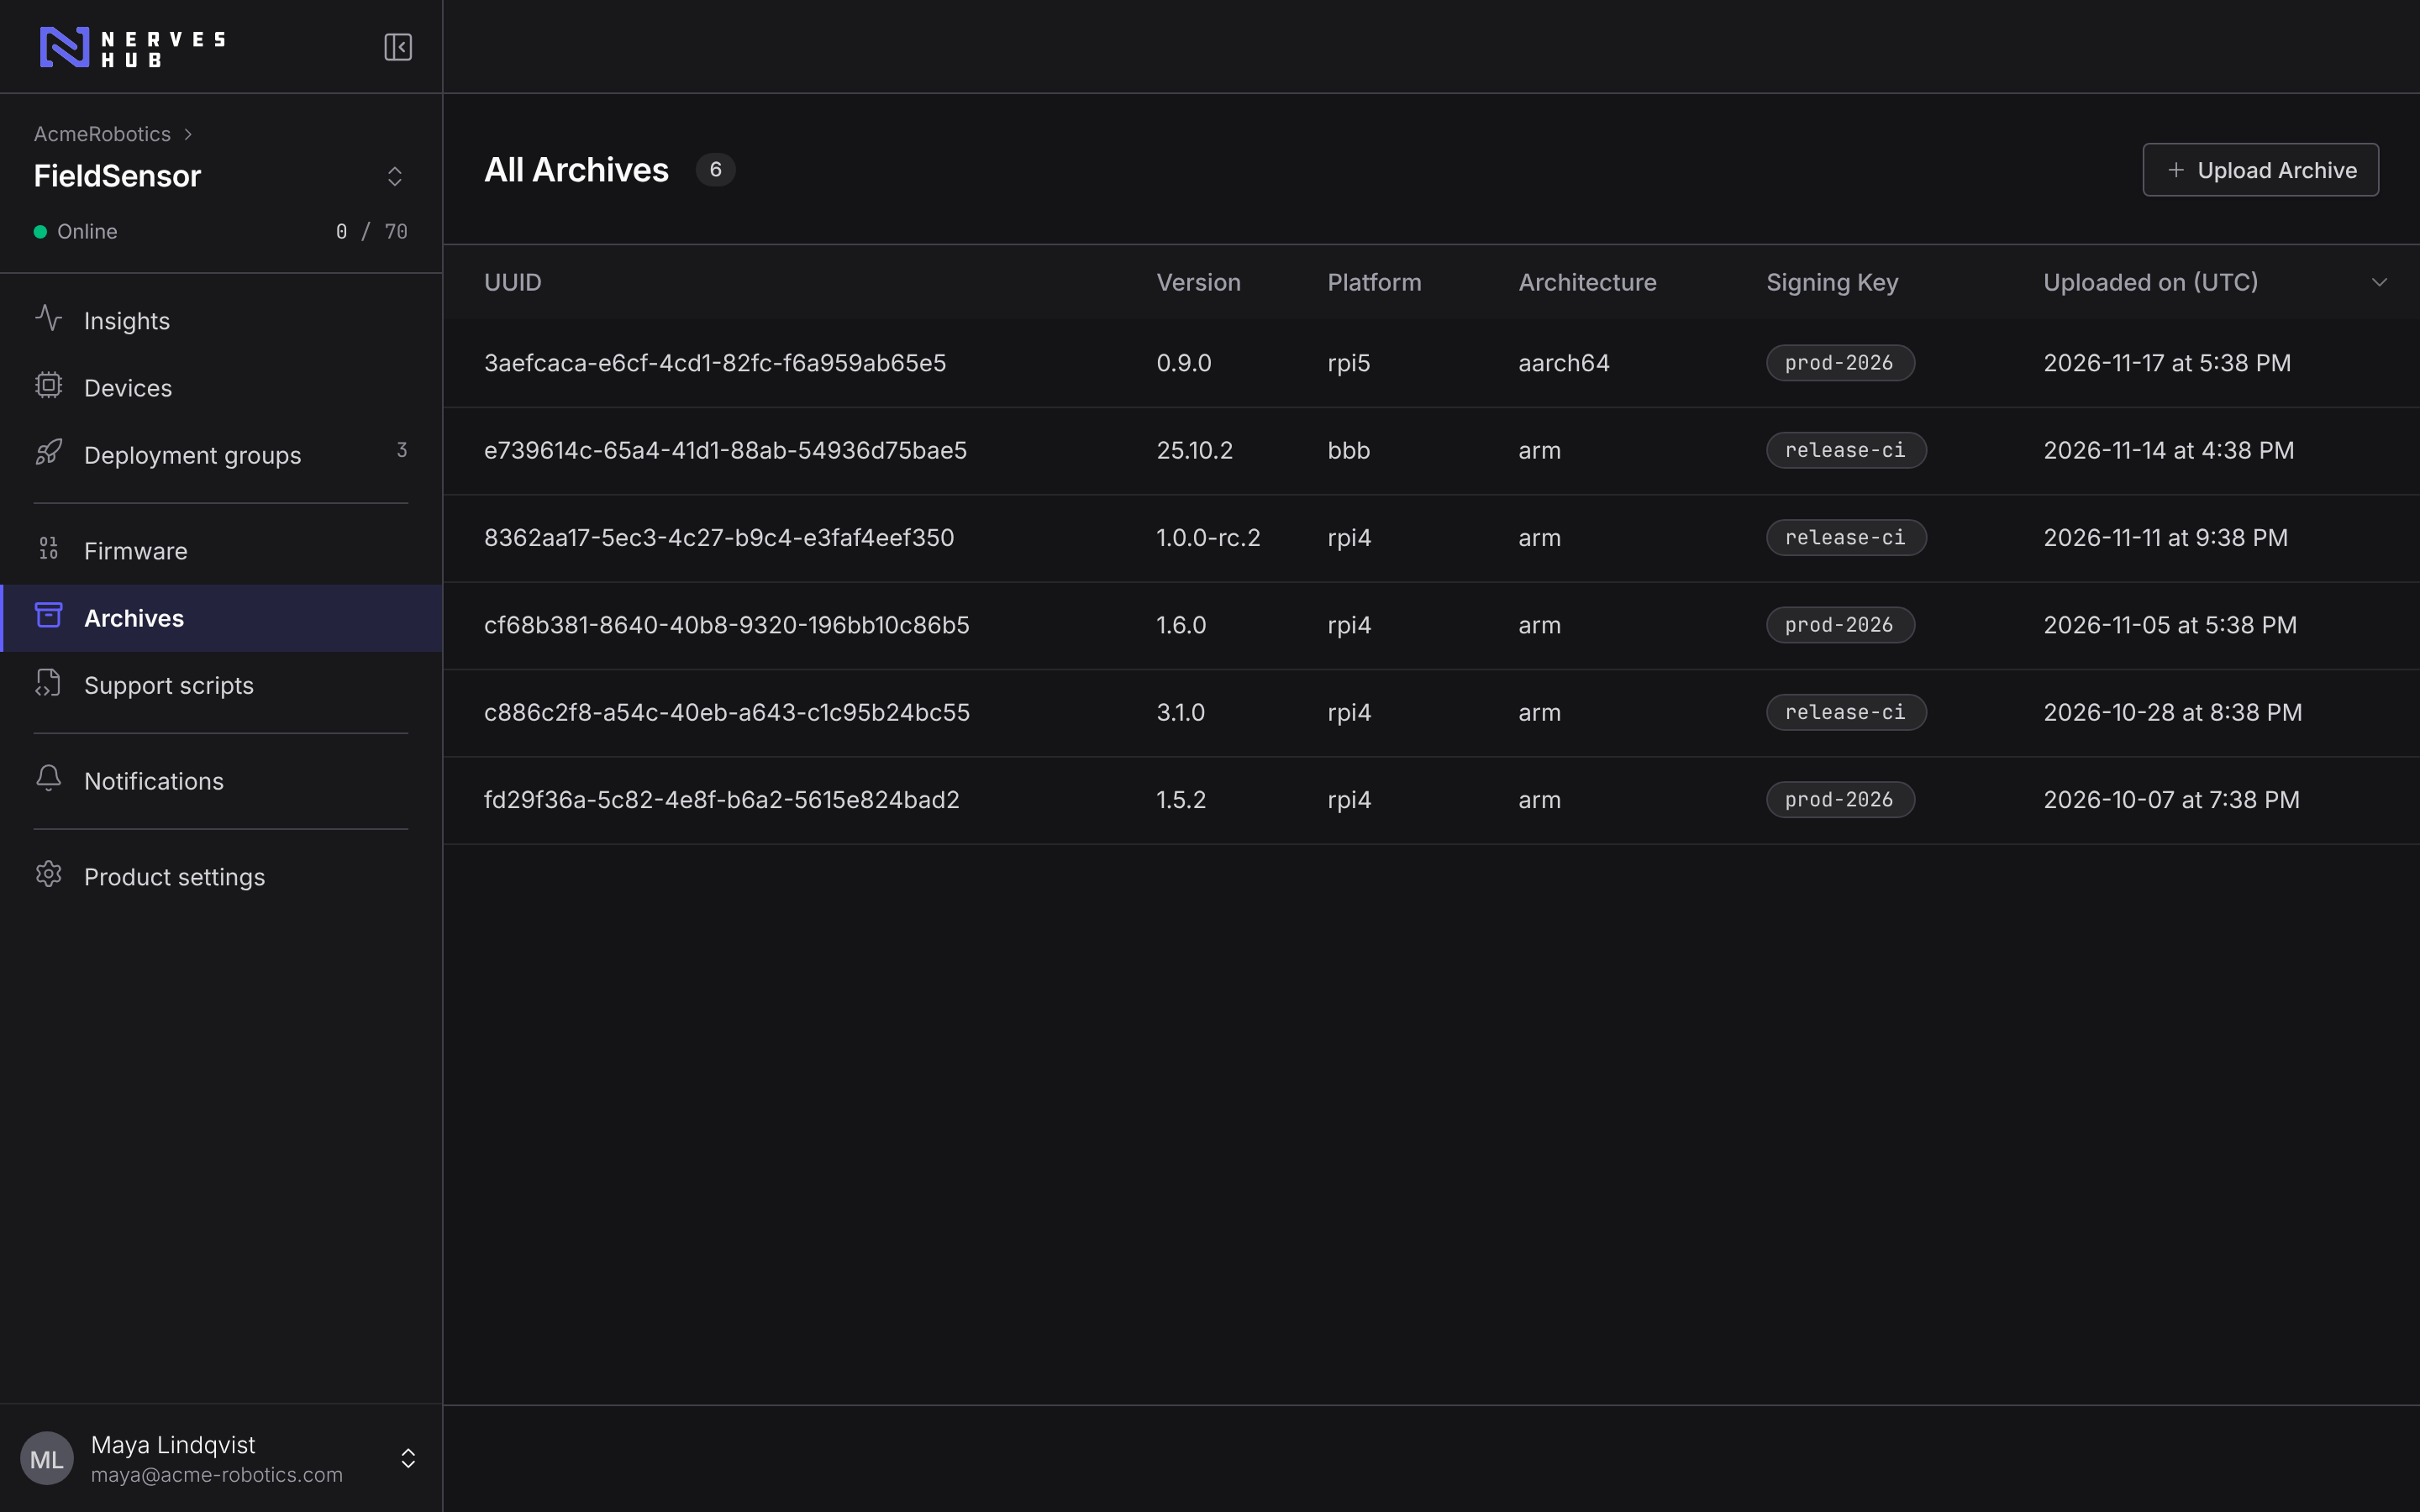 NERVES
HUB
AcmeRobotics
FieldSensor
Online 0 / 70
Insights
Devices
Deployment groups 3
Firmware
Archives
Support scripts
Notifications
Product settings
Maya Lindqvist
ML
maya@acme-robotics.com
All Archives 6
Upload Archive
UUID Version Platform Architecture Signing Key Uploaded on (UTC)
3aefcaca-e6cf-4cd1-82fc-f6a959ab65e5 0.9.0 rpi5 aarch64 prod-2026 2026-11-17 at 5:38 PM
e739614c-65a4-41d1-88ab-54936d75bae5 25.10.2 bbb arm release-ci 2026-11-14 at 4:38 PM
8362aa17-5ec3-4c27-b9c4-e3faf4eef350 1.0.0-rc.2 rpi4 arm release-ci 2026-11-11 at 9:38 PM
cf68b381-8640-40b8-9320-196bb10c86b5 1.6.0 rpi4 arm prod-2026 2026-11-05 at 5:38 PM
c886c2f8-a54c-40eb-a643-c1c95b24bc55 3.1.0 rpi4 arm release-ci 2026-10-28 at 8:38 PM
fd29f36a-5c82-4e8f-b6a2-5615e824bad2 1.5.2 rpi4 arm prod-2026 2026-10-07 at 7:38 PM